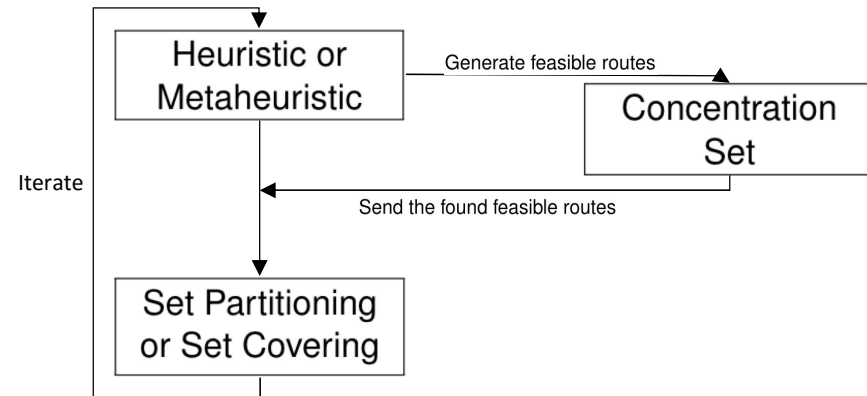 Heuristic or
Metaheuristic
Generate feasible routes
Concentration
Set
Iterate
Send the found feasible routes
Set Partitioning
or Set Covering